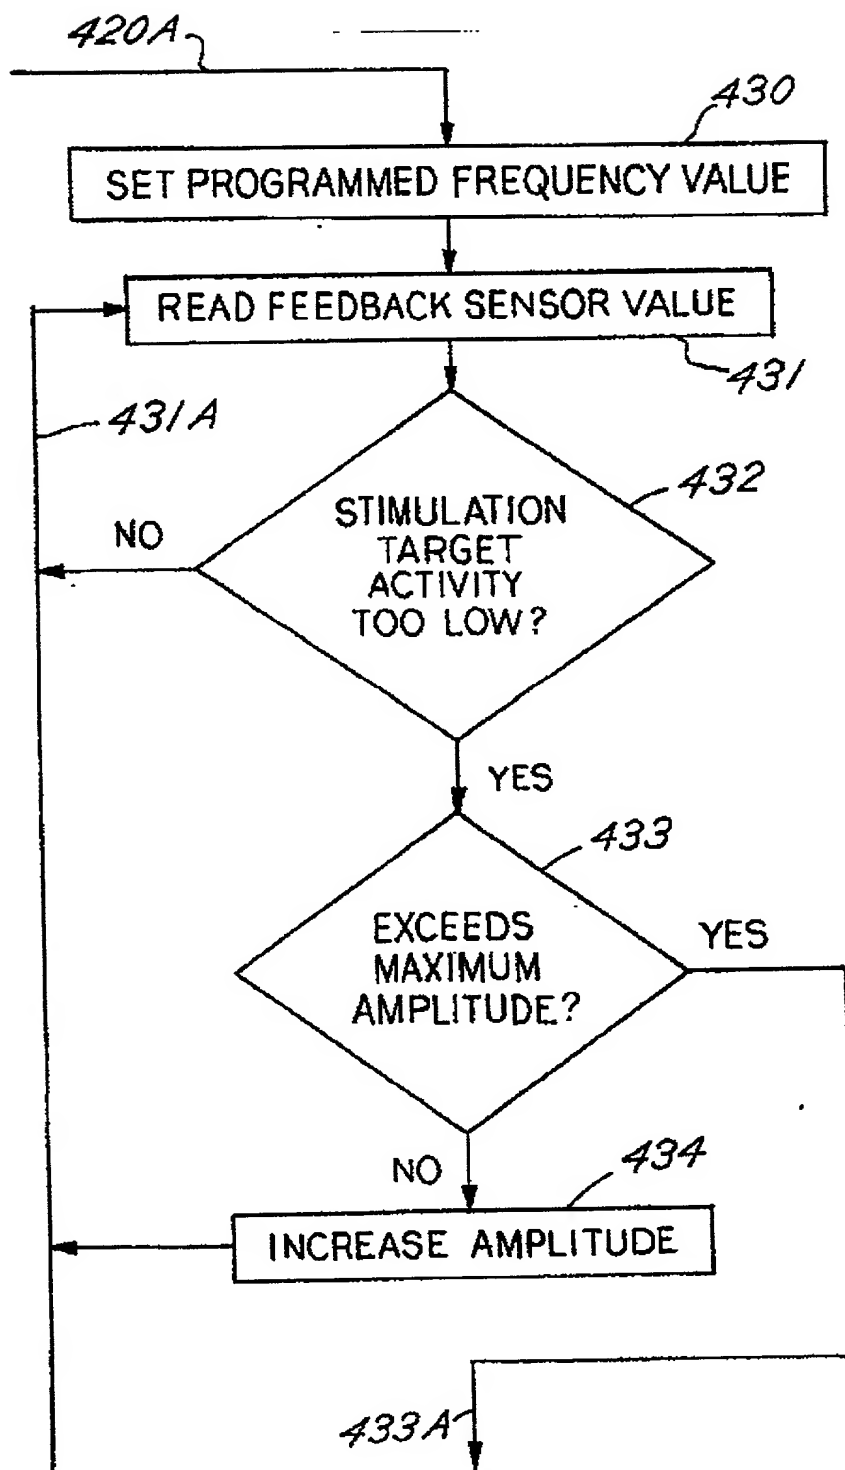 420A
430
SET PROGRAMMED FREQUENCY VALUE
READ FEEDBACK SENSOR VALUE
431
431A
432
STIMULATION
TARGET
ACTIVITY
TOO LOW?
NO
YES
433
EXCEEDS
MAXIMUM
AMPLITUDE?
YES
NO
434
INCREASE AMPLITUDE
433A